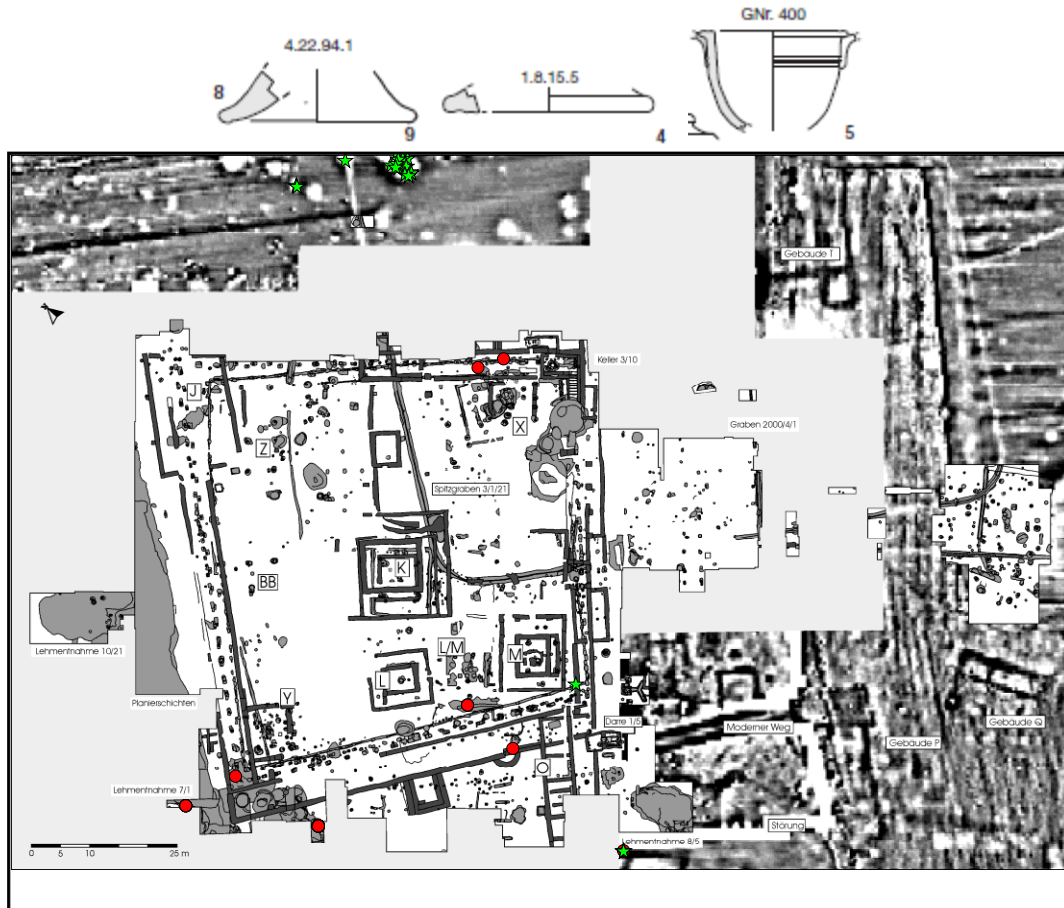 GNr. 400
4.22.94.1
1.8.15.5
8
9
4
5
Gebäude T
Keller 3/10
J
X
Z
Graben 2000/4/1
Spitzgraben 3/1/21
K
BB
L/M
M
Lehmentnahme 10/21
L
Planierschichten
Y
Darre 1/5
Moderner Weg
Gebäude Q
Gebäude P
O
Lehmentnahme 7/1
Störung
Lehmentnahme 8/5
0 5 10 25 m